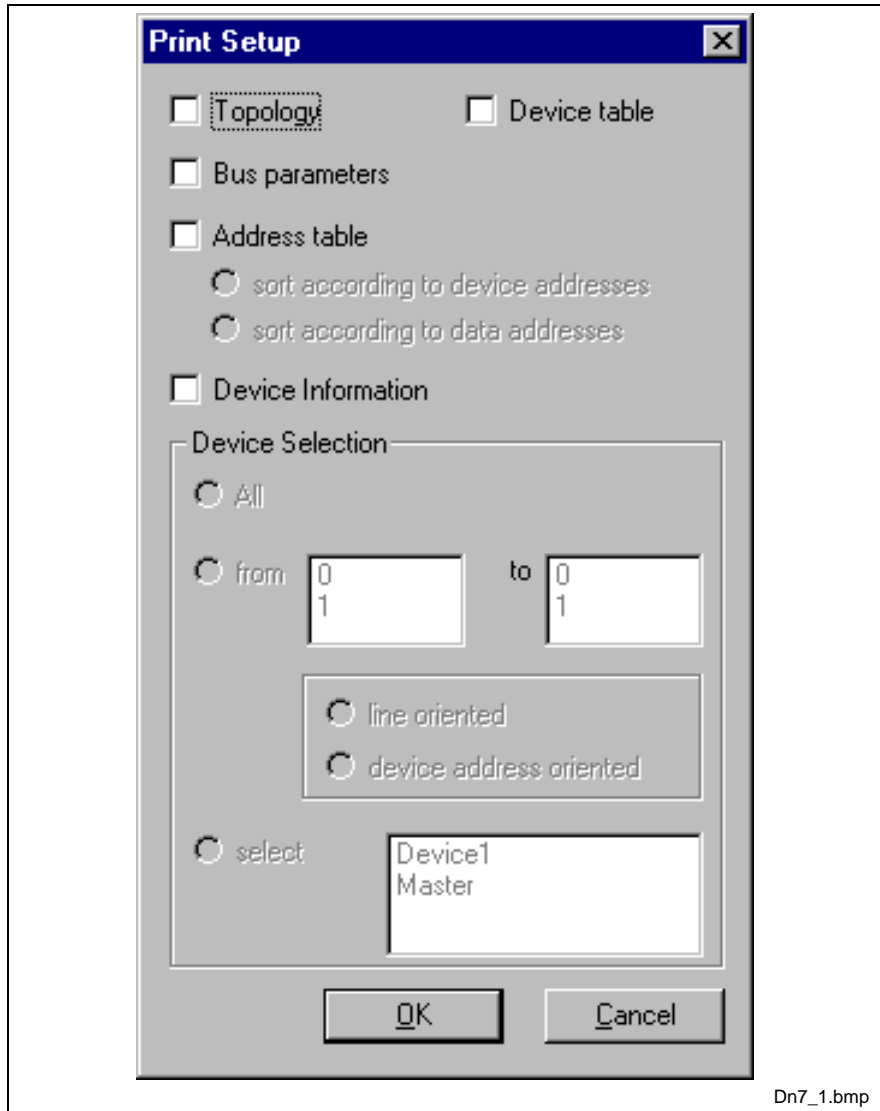 Print Setup
Topology Device table
Bus parameters
Address table
sort according to device addresses
sort according to data addresses
Device Information
Device Selection
All
from 0 to 0
1 1
line oriented
device address oriented
select Device1
Master
OK Cancel
Dn7_1.bmp